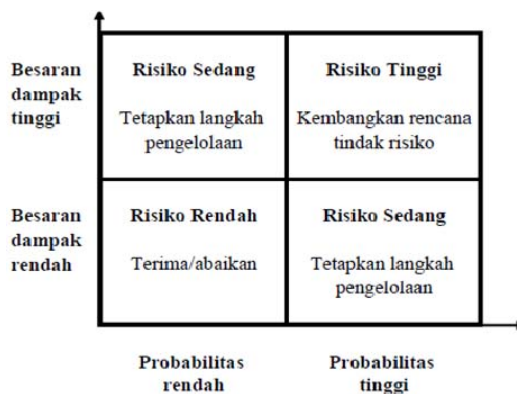 Besaran
dampak
tinggi
Risiko Sedang
Tetapkan langkah
pengelolaan
Risiko Tinggi
Kembangkan rencana
tindak risiko
Besaran
dampak
rendah
Risiko Rendah
Terima/abaikan
Risiko Sedang
Tetapkan langkah
pengelolaan
Probabilitas
rendah
Probabilitas
tinggi